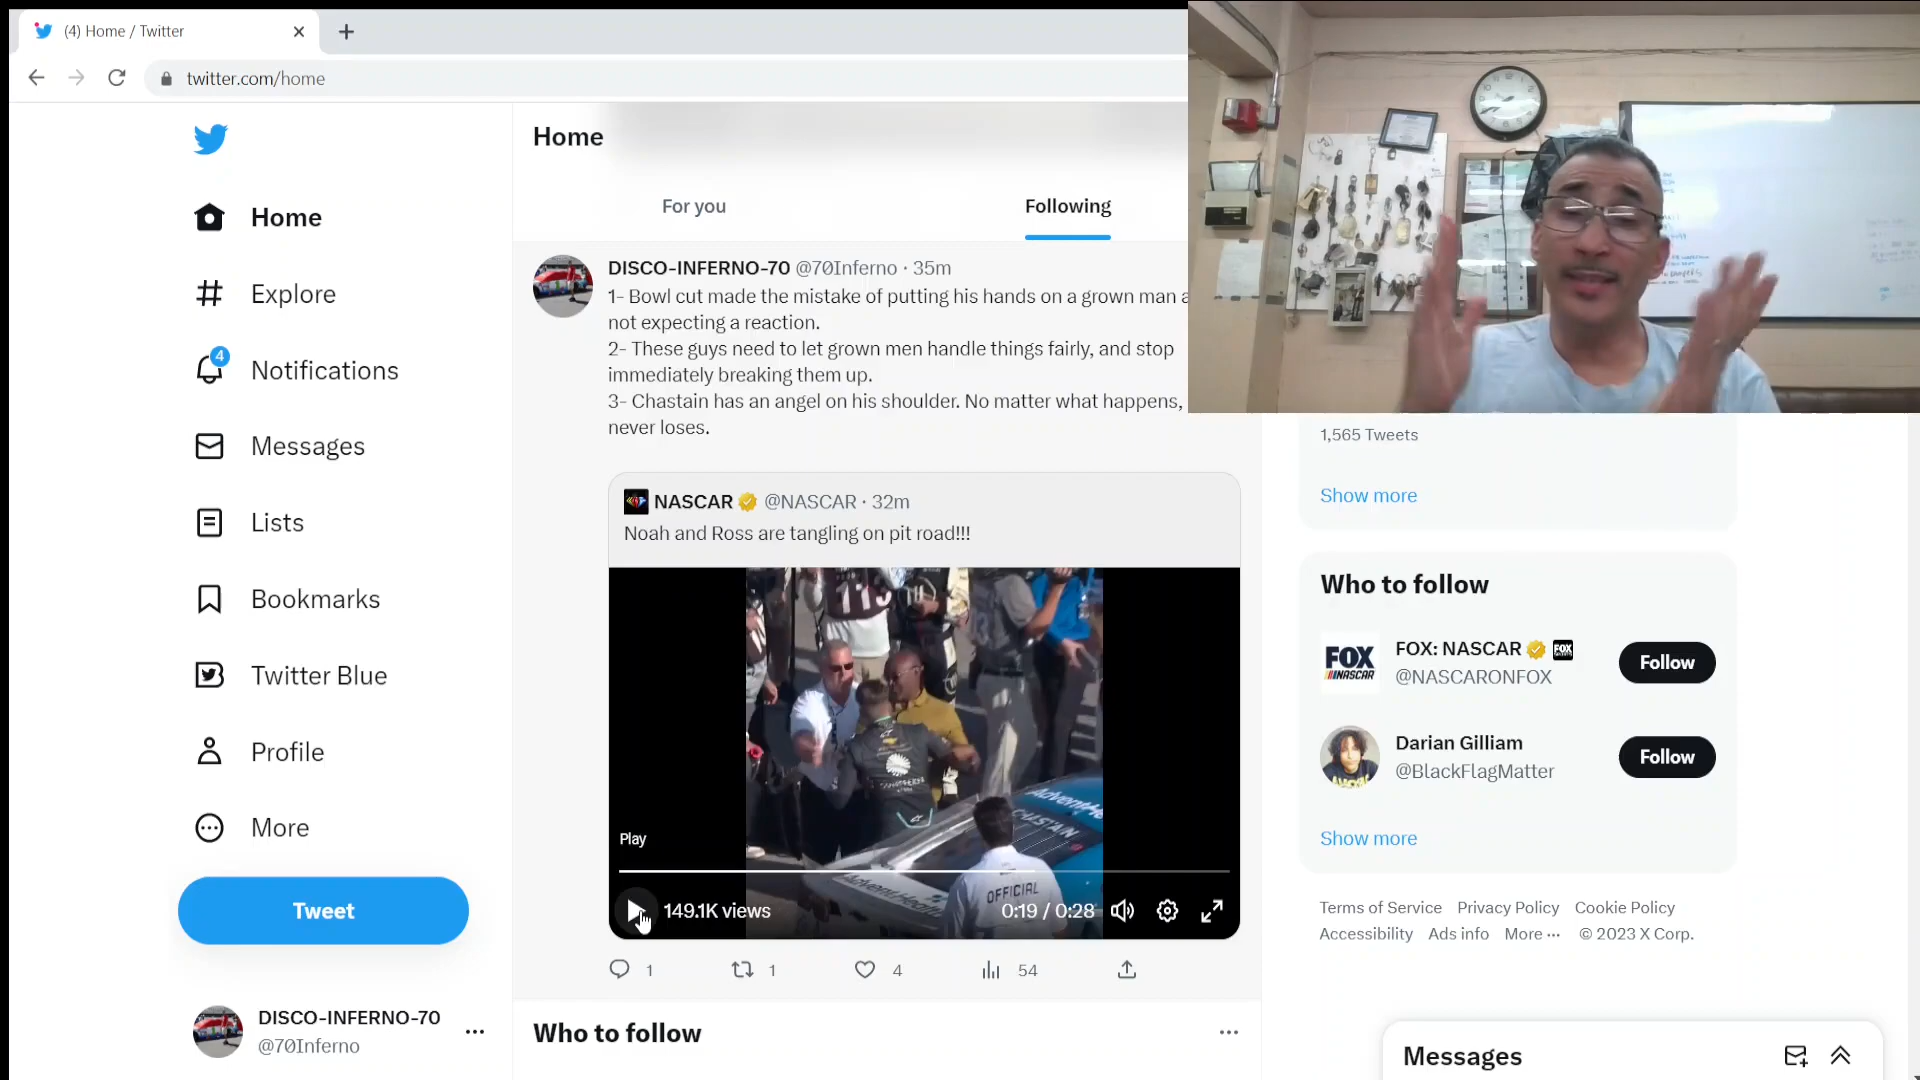 (4) Home / Twitter
twitter.com/home
Home
Explore
4
Notifications
Messages
Lists
Bookmarks
Twitter Blue
Profile
More
Tweet
DISCO-INFERNO-70
@70Inferno
Home
For you
Following
DISCO-INFERNO-70 @70Inferno · 35m
1- Bowl cut made the mistake of putting his hands on a grown man
not expecting a reaction.
2- These guys need to let grown men handle things fairly, and stop
immediately breaking them up.
3- Chastain has an angel on his shoulder. No matter what happens,
never loses.
NASCAR @NASCAR · 32m
Noah and Ross are tangling on pit road!!!
AdventHealth
CHASTAIN
OFFICIAL
Play
149.1K views
0:19 / 0:28
1
1
4
54
Who to follow
1,565 Tweets
Show more
Who to follow
FOX NASCAR
FOX: NASCAR FOX
@NASCARONFOX
Follow
Darian Gilliam
@BlackFlagMatter
Follow
Show more
Terms of Service Privacy Policy Cookie Policy
Accessibility Ads info More ··· © 2023 X Corp.
Messages